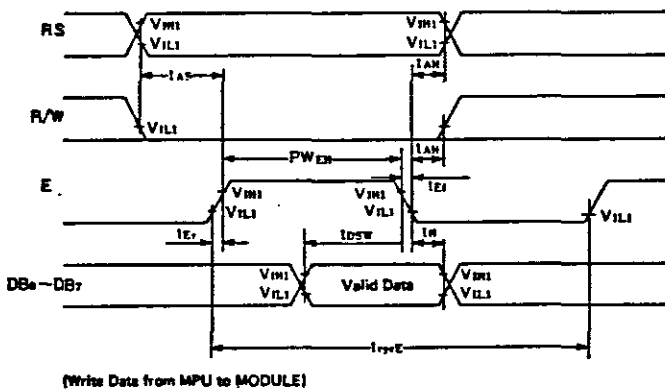 RS
VIH1
VIL1
VIH1
VIL1
tAS
tAH
R/W
VIL1
PWEH
tAH
E
VIH1
VIL1
VIH1
VIL1
tEf
VIL1
tEr
tDSW
tH
DB0~DB7
VIH1
VIL1
Valid Data
VIH1
VIL1
tcycE
(Write Data from MPU to MODULE)